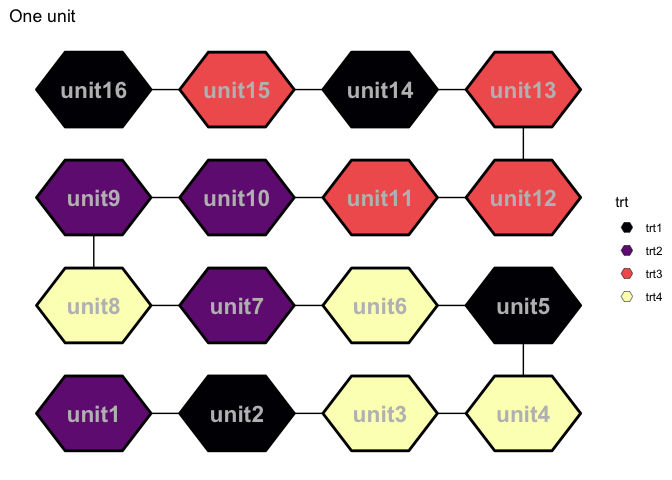 One unit
unit16 unit15 unit14 unit13
unit9 unit10 unit11 unit12
unit8 unit7 unit6 unit5
unit1 unit2 unit3 unit4
trt
trt1
trt2
trt3
trt4